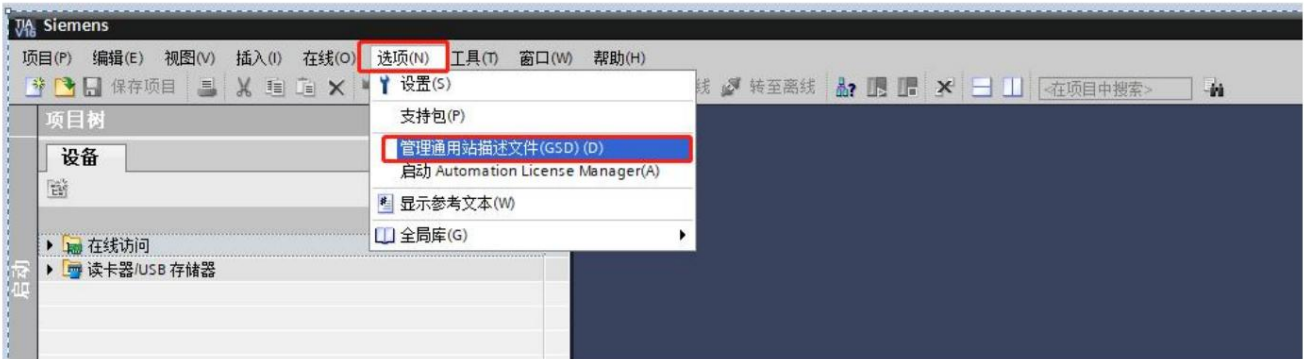 TIA V16 Siemens
项目(P) 编辑(E) 视图(V) 插入(I) 在线(O) 选项(N) 工具(T) 窗口(W) 帮助(H)
保存项目 线 转至离线 <在项目中搜索>
设置(S)
支持包(P)
管理通用站描述文件(GSD) (D)
启动 Automation License Manager(A)
显示参考文本(W)
全局库(G)
项目树
设备
在线访问
读卡器/USB 存储器
启动